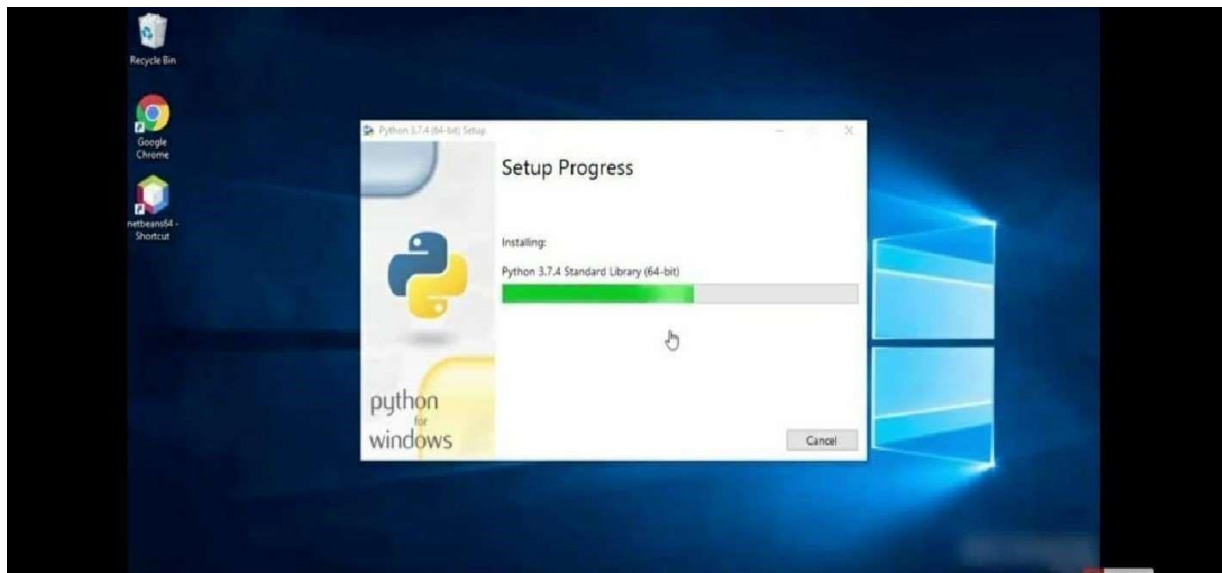 Recycle Bin
Google
Chrome
netbeans64 -
Shortcut
Python 3.7.4 (64-bit) Setup
Setup Progress
Installing:
Python 3.7.4 Standard Library (64-bit)
python
for
windows
Cancel